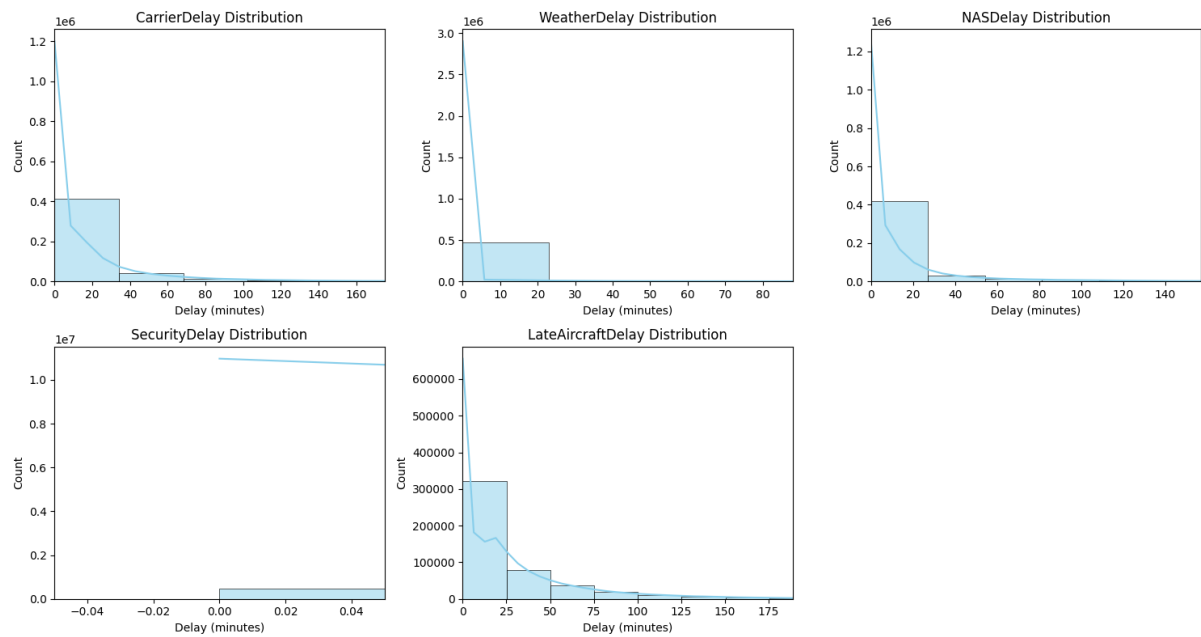 CarrierDelay Distribution
1e6
Count
1.2
1.0
0.8
0.6
0.4
0.2
0.0
0 20 40 60 80 100 120 140 160
Delay (minutes)
WeatherDelay Distribution
1e6
Count
3.0
2.5
2.0
1.5
1.0
0.5
0.0
0 10 20 30 40 50 60 70 80
Delay (minutes)
NASDelay Distribution
1e6
Count
1.2
1.0
0.8
0.6
0.4
0.2
0.0
0 20 40 60 80 100 120 140
Delay (minutes)
SecurityDelay Distribution
1e7
Count
1.0
0.8
0.6
0.4
0.2
0.0
−0.04 −0.02 0.00 0.02 0.04
Delay (minutes)
LateAircraftDelay Distribution
Count
600000
500000
400000
300000
200000
100000
0
0 25 50 75 100 125 150 175
Delay (minutes)